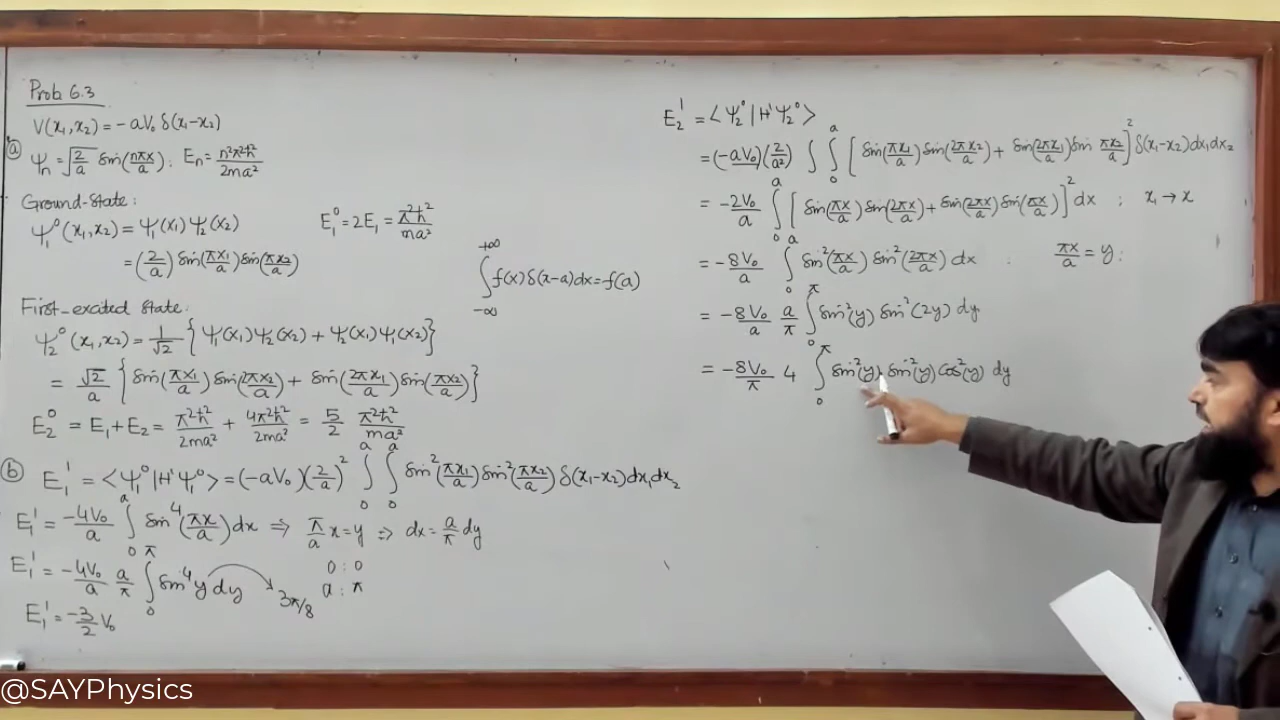 Prob 6.3
V(x₁,x₂) = -aV₀ δ(x₁-x₂)
ⓐ ψₙ = √(2/a) sin(nπx/a) ; Eₙ = n²π²ħ²/2ma²
Ground-State:
ψ₁⁰(x₁,x₂) = ψ₁(x₁) ψ₂(x₂) E₁⁰ = 2E₁ = π²ħ²/ma²
= (2/a) sin(πx₁/a) sin(πx₂/a)
∫_{-∞}^{+∞} f(x) δ(x-a)dx = f(a)
First-excited state:
ψ₂⁰(x₁,x₂) = 1/√2 { ψ₁(x₁)ψ₂(x₂) + ψ₂(x₁)ψ₁(x₂)}
= √2/a { sin(πx₁/a) sin(2πx₂/a) + sin(2πx₁/a) sin(πx₂/a)}
E₂⁰ = E₁+E₂ = π²ħ²/2ma² + 4π²ħ²/2ma² = 5/2 π²ħ²/ma²
ⓑ E₁¹ = <ψ₁⁰|H'ψ₁⁰> = (-aV₀)(2/a)² ∫₀^a ∫₀^a sin²(πx₁/a) sin²(πx₂/a) δ(x₁-x₂)dx₁dx₂
E₁¹ = -4V₀/a ∫₀^a sin⁴(πx/a)dx ⇒ π/a x = y ⇒ dx = a/π dy
0 : 0
E₁¹ = -4V₀/a a/π ∫₀^π sin⁴y dy 3π/8 a : π
E₁¹ = -3/2 V₀
E₂¹ = <ψ₂⁰|H'ψ₂⁰>
= (-aV₀)(2/a²) ∫ ∫₀^a [ sin(πx₁/a) sin(2πx₂/a) + sin(2πx₁/a) sin πx₂/a ]² δ(x₁-x₂)dx₁dx₂
= -2V₀/a ∫₀^a [ sin(πx/a) sin(2πx/a) + sin(2πx/a) sin(πx/a) ]² dx ; x₁ → x
= -8V₀/a ∫₀^a sin²(πx/a) sin²(2πx/a) dx : πx/a = y :
= -8V₀/a a/π ∫₀^π sin²(y) sin²(2y) dy
= -8V₀/π 4 ∫₀^π sin²(y) sin²(y) cos²(y) dy
@SAYPhysics